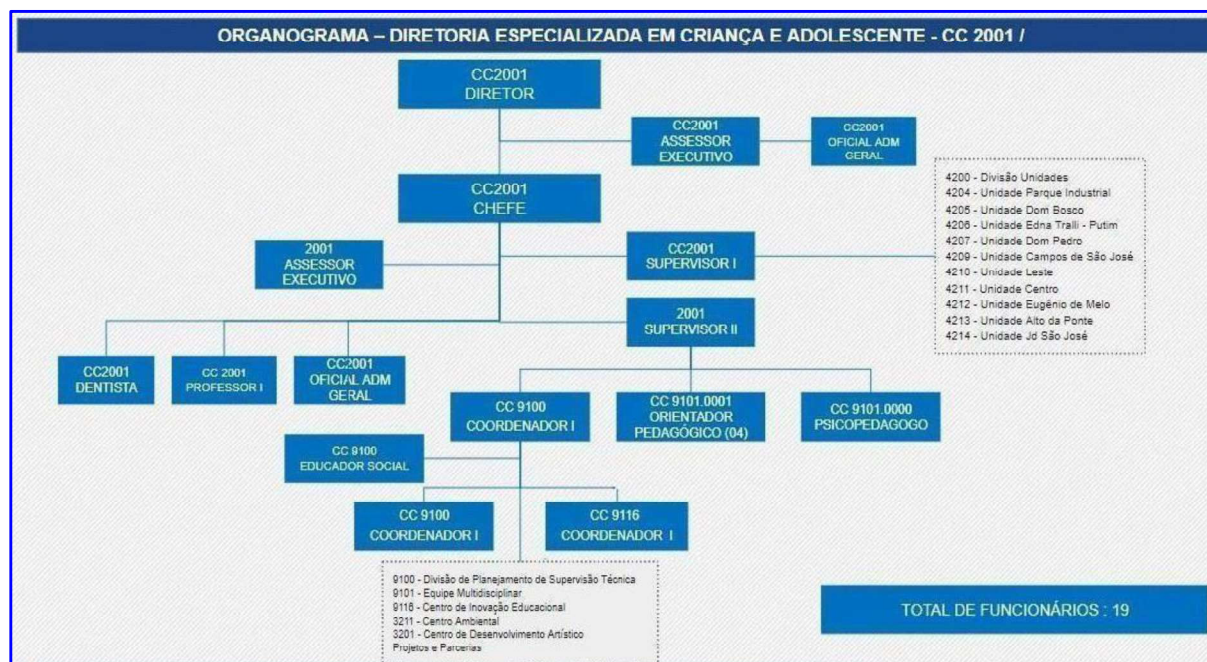 ORGANOGRAMA – DIRETORIA ESPECIALIZADA EM CRIANÇA E ADOLESCENTE - CC 2001 /
CC2001
DIRETOR
CC2001
ASSESSOR
EXECUTIVO
CC2001
OFICIAL ADM
GERAL
CC2001
CHEFE
4200 - Divisão Unidades
4204 - Unidade Parque Industrial
4205 - Unidade Dom Bosco
4206 - Unidade Edna Tralli - Putim
4207 - Unidade Dom Pedro
4209 - Unidade Campos de São José
4210 - Unidade Leste
4211 - Unidade Centro
4212 - Unidade Eugênio de Melo
4213 - Unidade Alto da Ponte
4214 - Unidade Jd São José
2001
ASSESSOR
EXECUTIVO
CC2001
SUPERVISOR I
2001
SUPERVISOR II
CC2001
DENTISTA
CC 2001
PROFESSOR I
CC2001
OFICIAL ADM
GERAL
CC 9100
COORDENADOR I
CC 9101.0001
ORIENTADOR
PEDAGÓGICO (04)
CC 9101.0000
PSICOPEDAGOGO
CC 9100
EDUCADOR SOCIAL
CC 9100
COORDENADOR I
CC 9116
COORDENADOR I
9100 - Divisão de Planejamento de Supervisão Técnica
9101 - Equipe Multidisciplinar
9116 - Centro de Inovação Educacional
3211 - Centro Ambiental
3201 - Centro de Desenvolvimento Artístico
Projetos e Parcerias
TOTAL DE FUNCIONÁRIOS : 19